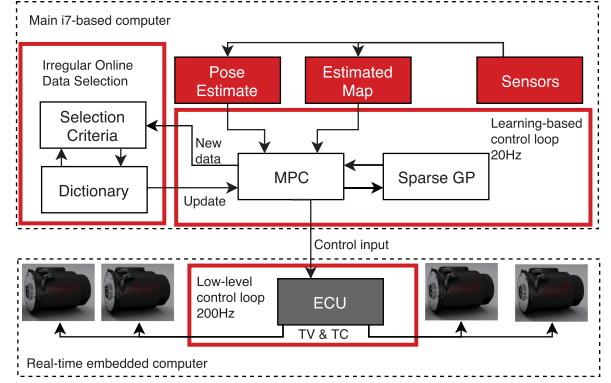 Main i7-based computer
Irregular Online
Data Selection
Pose
Estimate
Estimated
Map
Sensors
Selection
Criteria
New
data
Learning-based
control loop
20Hz
MPC
Sparse GP
Dictionary
Update
Control input
Low-level
control loop
200Hz
ECU
TV & TC
Real-time embedded computer